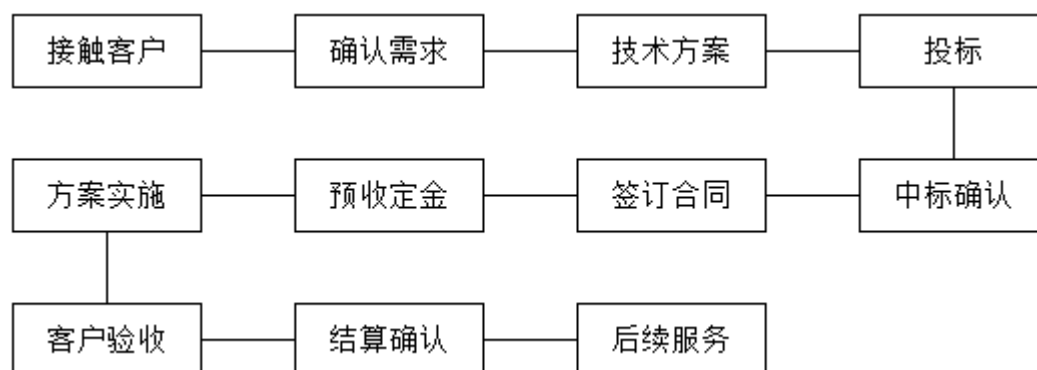 接触客户
确认需求
技术方案
投标
方案实施
预收定金
签订合同
中标确认
客户验收
结算确认
后续服务